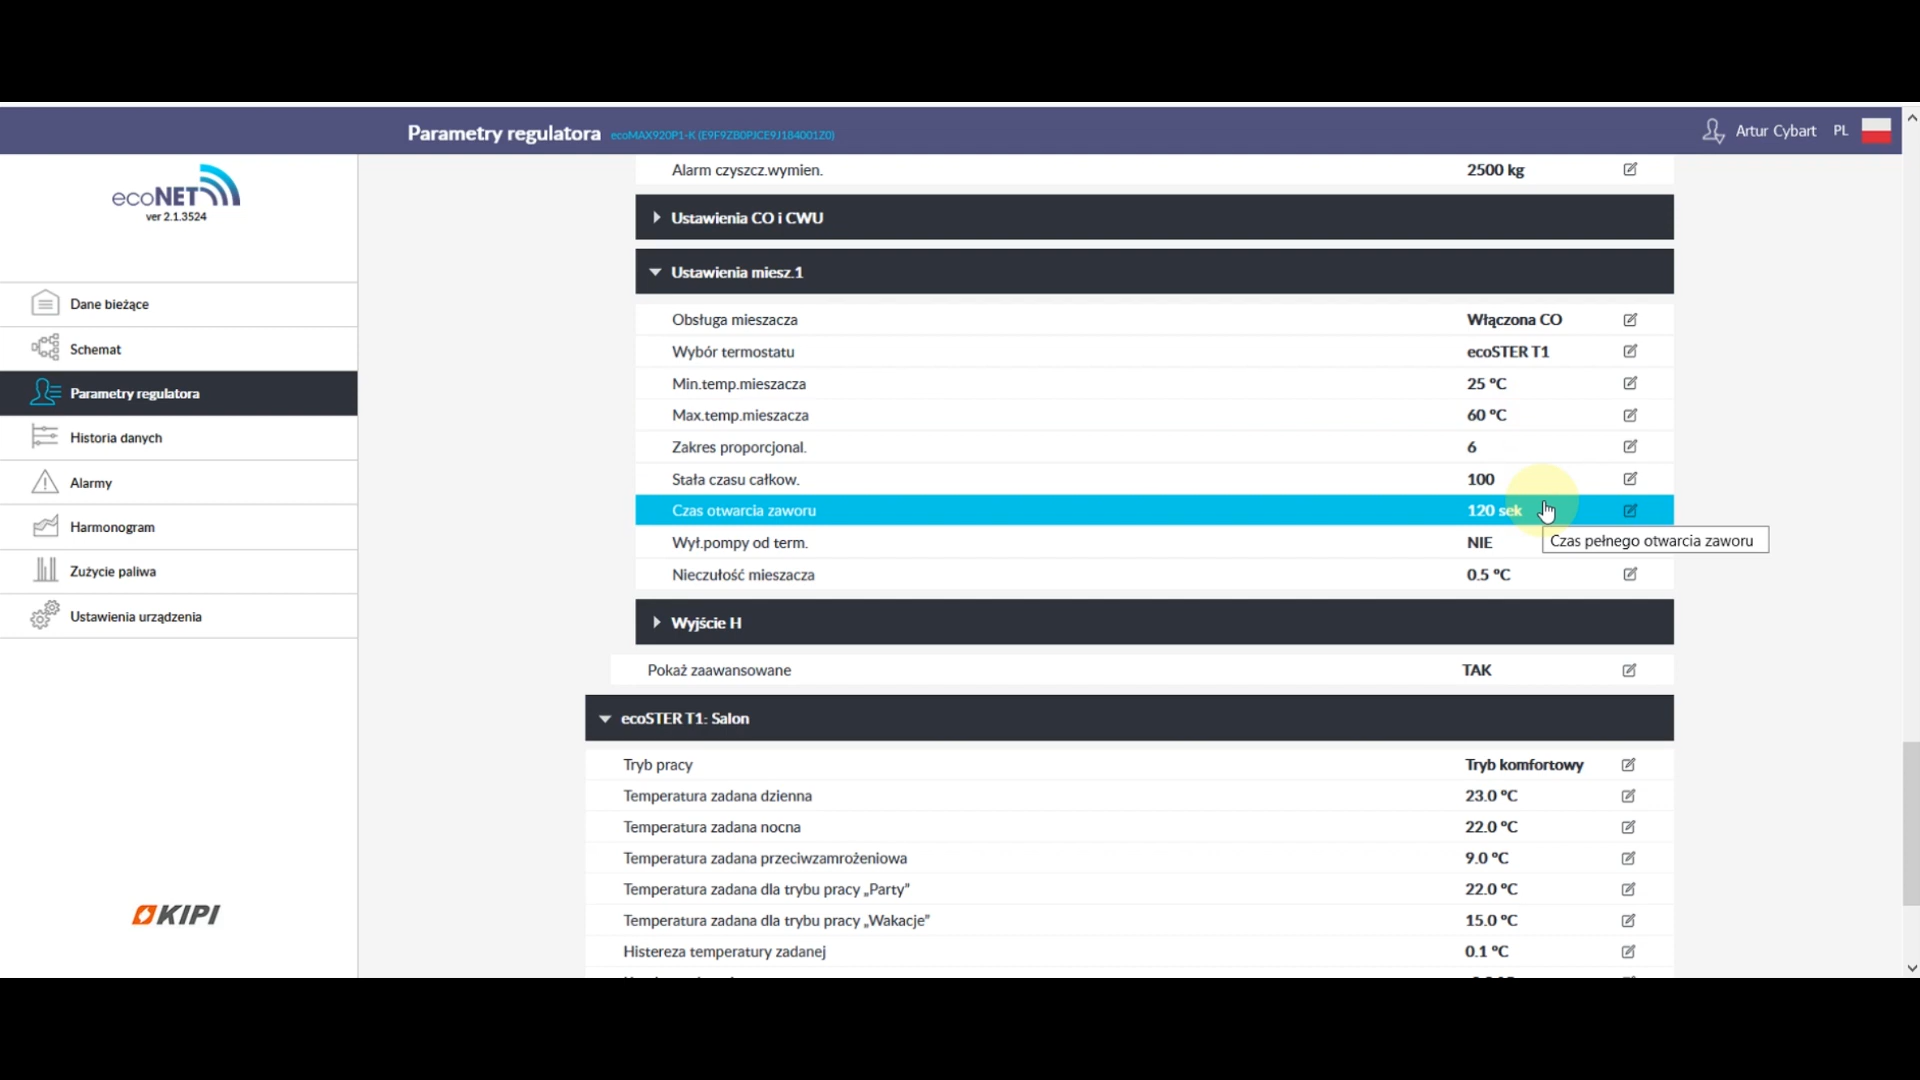 Parametry regulatora ecoMAX920P1-K (E9F9ZB0PJCE9J184001Z0)
Artur Cybart PL
ecoNET
ver 2.1.3524
Dane bieżące
Schemat
Parametry regulatora
Historia danych
Alarmy
Harmonogram
Zużycie paliwa
Ustawienia urządzenia
KIPI
Alarm czyszcz.wymien. 2500 kg
Ustawienia CO i CWU
Ustawienia miesz.1
Obsługa mieszacza Włączona CO
Wybór termostatu ecoSTER T1
Min.temp.mieszacza 25 °C
Max.temp.mieszacza 60 °C
Zakres proporcjonal. 6
Stała czasu całkow. 100
Czas otwarcia zaworu 120 sek
Czas pełnego otwarcia zaworu
Wył.pompy od term. NIE
Nieczułość mieszacza 0.5 °C
Wyjście H
Pokaż zaawansowane TAK
ecoSTER T1: Salon
Tryb pracy Tryb komfortowy
Temperatura zadana dzienna 23.0 °C
Temperatura zadana nocna 22.0 °C
Temperatura zadana przeciwzamrożeniowa 9.0 °C
Temperatura zadana dla trybu pracy „Party” 22.0 °C
Temperatura zadana dla trybu pracy „Wakacje” 15.0 °C
Histereza temperatury zadanej 0.1 °C